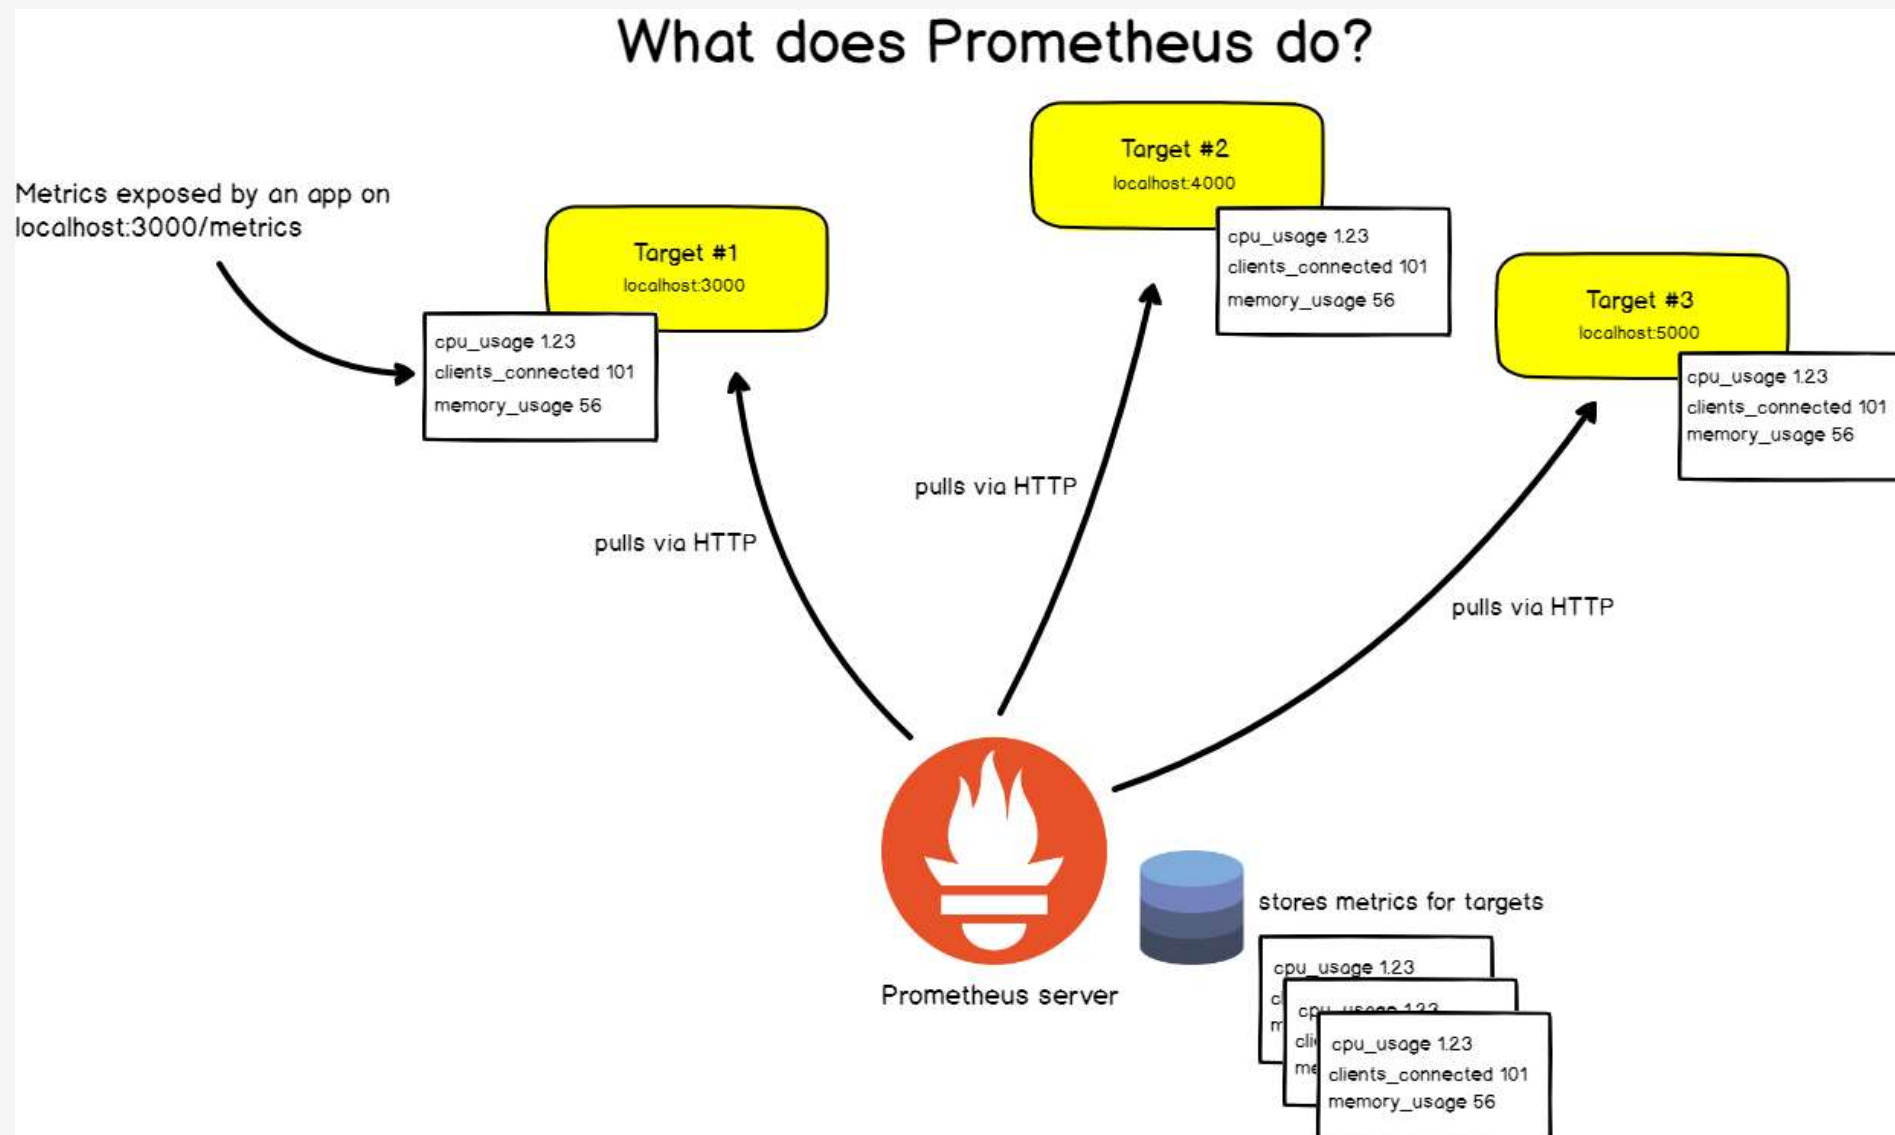 What does Prometheus do?
Metrics exposed by an app on
localhost:3000/metrics
Target #1
localhost:3000
cpu_usage 1.23
clients_connected 101
memory_usage 56
Target #2
localhost:4000
cpu_usage 1.23
clients_connected 101
memory_usage 56
Target #3
localhost:5000
cpu_usage 1.23
clients_connected 101
memory_usage 56
pulls via HTTP
pulls via HTTP
pulls via HTTP
Prometheus server
stores metrics for targets
cpu_usage 1.23
cpu_usage 1.23
cpu_usage 1.23
clients_connected 101
memory_usage 56